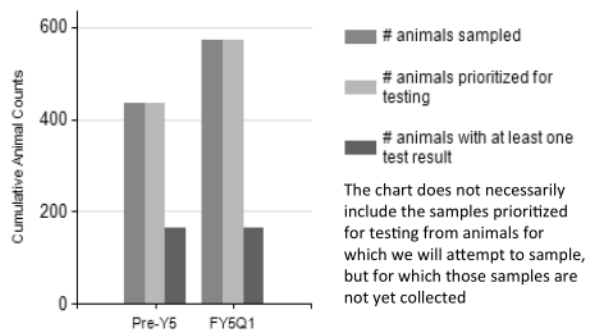 600
400
200
0
Cumulative Animal Counts
Pre-Y5
FY5Q1
# animals sampled
# animals prioritized for
testing
# animals with at least one
test result
The chart does not necessarily
include the samples prioritized
for testing from animals for
which we will attempt to sample,
but for which those samples are
not yet collected